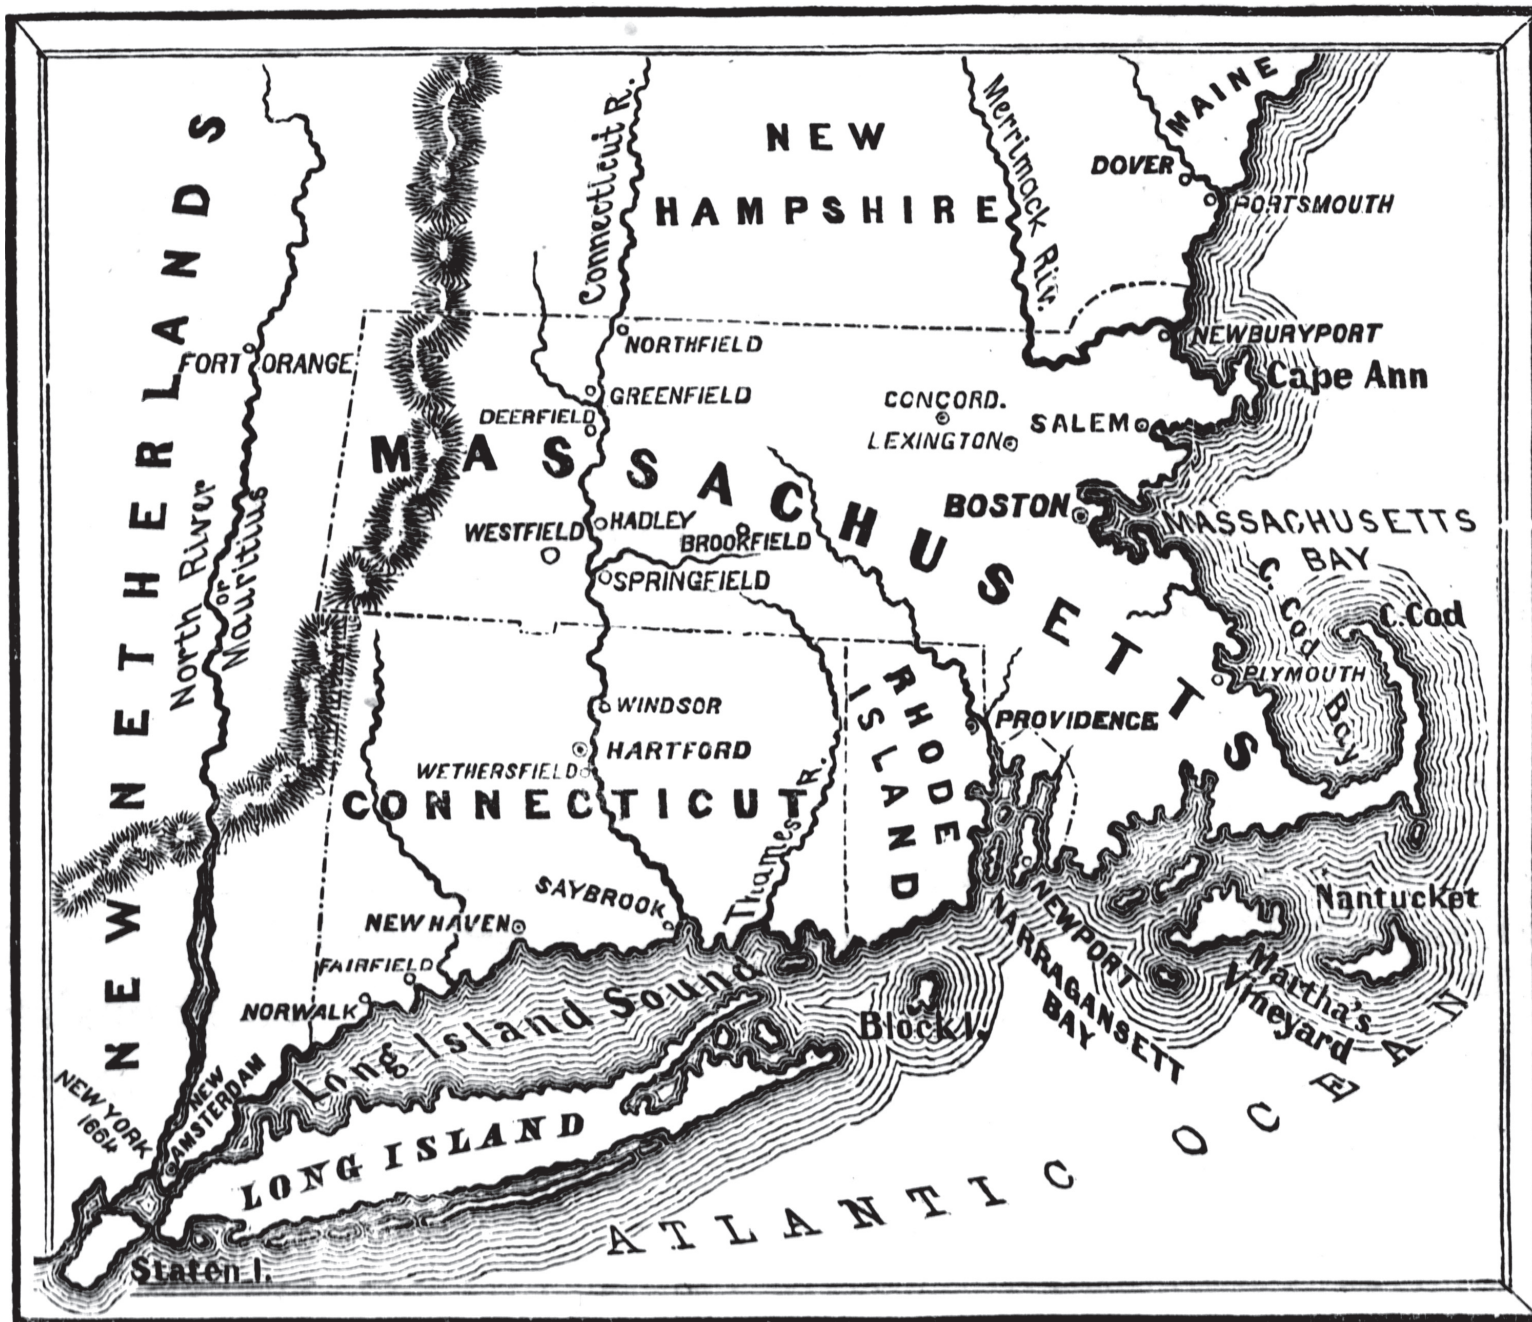 NEW NETHERLANDS
North River
or
Mauritius
FORT ORANGE
Connecticut R.
NEW
HAMPSHIRE
Merrimack Riv.
MAINE
DOVER
PORTSMOUTH
NEWBURYPORT
Cape Ann
NORTHFIELD
GREENFIELD
DEERFIELD
CONCORD.
LEXINGTON
SALEM
MASSACHUSETTS
BOSTON
MASSACHUSETTS
BAY
WESTFIELD
HADLEY
BROOKFIELD
SPRINGFIELD
C. Cod
Bay
C. Cod
PLYMOUTH
WINDSOR
HARTFORD
WETHERSFIELD
CONNECTICUT
Thames R.
RHODE
ISLAND
PROVIDENCE
NEW HAVEN
SAYBROOK
FAIRFIELD
NORWALK
Long Island Sound
NEWPORT
NARRAGANSETT
BAY
Nantucket
Martha's
Vineyard
Block I.
NEW YORK
1664
NEW
AMSTERDAM
LONG ISLAND
Staten I.
ATLANTIC OCEAN